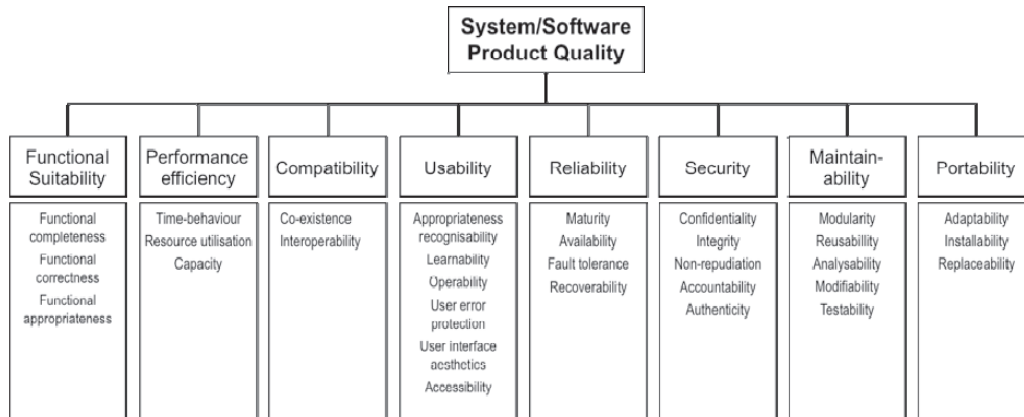 System/Software
Product Quality
Functional
Suitability
Performance
efficiency
Compatibility
Usability
Reliability
Security
Maintain-
ability
Portability
Functional
completeness
Functional
correctness
Functional
appropriateness
Time-behaviour
Resource utilisation
Capacity
Co-existence
Interoperability
Appropriateness
recognisability
Learnability
Operability
User error
protection
User interface
aesthetics
Accessibility
Maturity
Availability
Fault tolerance
Recoverability
Confidentiality
Integrity
Non-repudiation
Accountability
Authenticity
Modularity
Reusabillity
Analysability
Modifiability
Testability
Adaptability
Installability
Replaceability